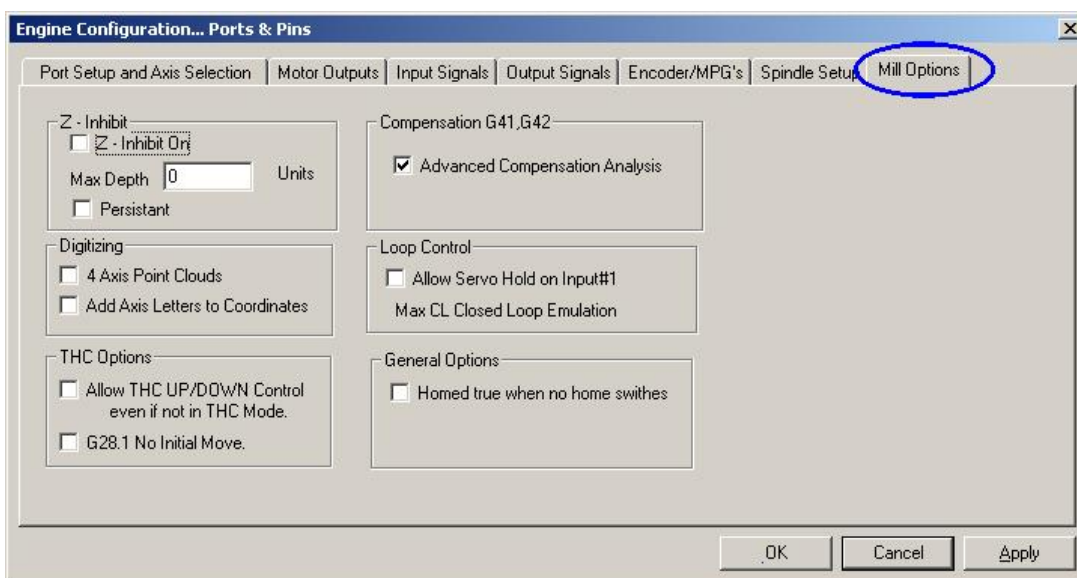 Engine Configuration... Ports & Pins
Port Setup and Axis Selection
Motor Outputs
Input Signals
Output Signals
Encoder/MPG's
Spindle Setup
Mill Options
Z - Inhibit
Z - Inhibit On
Max Depth 0 Units
Persistant
Digitizing
4 Axis Point Clouds
Add Axis Letters to Coordinates
THC Options
Allow THC UP/DOWN Control
even if not in THC Mode.
G28.1 No Initial Move.
Compensation G41,G42
Advanced Compensation Analysis
Loop Control
Allow Servo Hold on Input#1
Max CL Closed Loop Emulation
General Options
Homed true when no home swithes
OK
Cancel
Apply